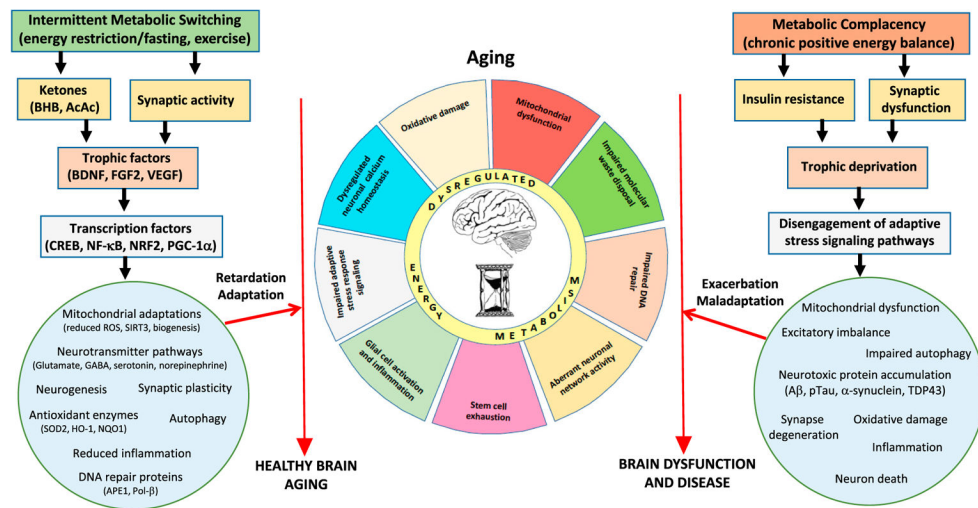 Intermittent Metabolic Switching
(energy restriction/fasting, exercise)
Ketones
(BHB, AcAc)
Synaptic activity
Trophic factors
(BDNF, FGF2, VEGF)
Transcription factors
(CREB, NF-κB, NRF2, PGC-1α)
Mitochondrial adaptations
(reduced ROS, SIRT3, biogenesis)
Neurotransmitter pathways
(Glutamate, GABA, serotonin, norepinephrine)
Neurogenesis
Synaptic plasticity
Antioxidant enzymes
(SOD2, HO-1, NQO1)
Autophagy
Reduced inflammation
DNA repair proteins
(APE1, Pol-β)
Retardation
Adaptation
HEALTHY BRAIN
AGING
Aging
Oxidative damage
Mitochondrial
dysfunction
Impaired molecular
waste disposal
Impaired DNA
repair
Aberrant neuronal
network activity
Stem cell
exhaustion
Glial cell activation
and inflammation
Impaired adaptive
stress response
signaling
Dysregulated
neuronal calcium
homeostasis
DYSREGULATED
ENERGY
METABOLISM
Metabolic Complacency
(chronic positive energy balance)
Insulin resistance
Synaptic
dysfunction
Trophic deprivation
Disengagement of adaptive
stress signaling pathways
Exacerbation
Maladaptation
Mitochondrial dysfunction
Excitatory imbalance
Impaired autophagy
Neurotoxic protein accumulation
(Aβ, pTau, α-synuclein, TDP43)
Synapse
degeneration
Oxidative damage
Inflammation
Neuron death
BRAIN DYSFUNCTION
AND DISEASE